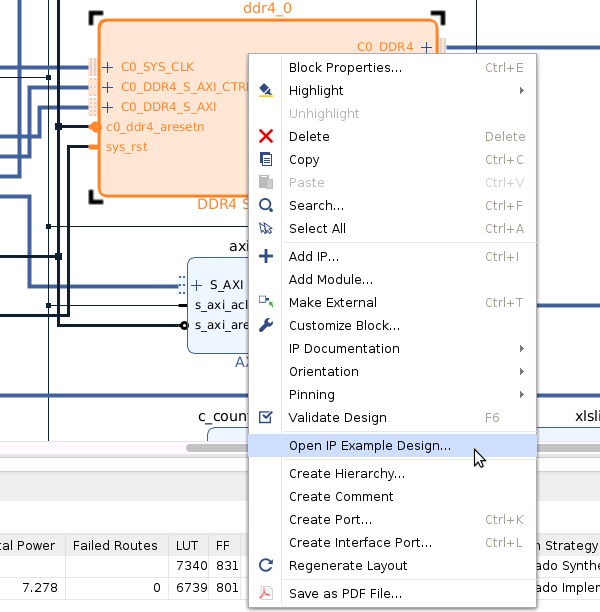 ddr4_0
C0_DDR4
C0_SYS_CLK
C0_DDR4_S_AXI_CTRL
C0_DDR4_S_AXI
c0_ddr4_aresetn
sys_rst
DDR4 S
axi
S_AXI
s_axi_acl
s_axi_are
AX
c_coun
xlsli
Block Properties... Ctrl+E
Highlight
Unhighlight
Delete Delete
Copy Ctrl+C
Paste Ctrl+V
Search... Ctrl+F
Select All Ctrl+A
Add IP... Ctrl+I
Add Module...
Make External Ctrl+T
Customize Block...
IP Documentation
Orientation
Pinning
Validate Design F6
Open IP Example Design...
Create Hierarchy...
Create Comment
Create Port... Ctrl+K
Create Interface Port... Ctrl+L
Regenerate Layout
Save as PDF File...
tal Power Failed Routes LUT FF n Strategy
7340 831 ado Synthe
7.278 0 6739 801 ado Implem